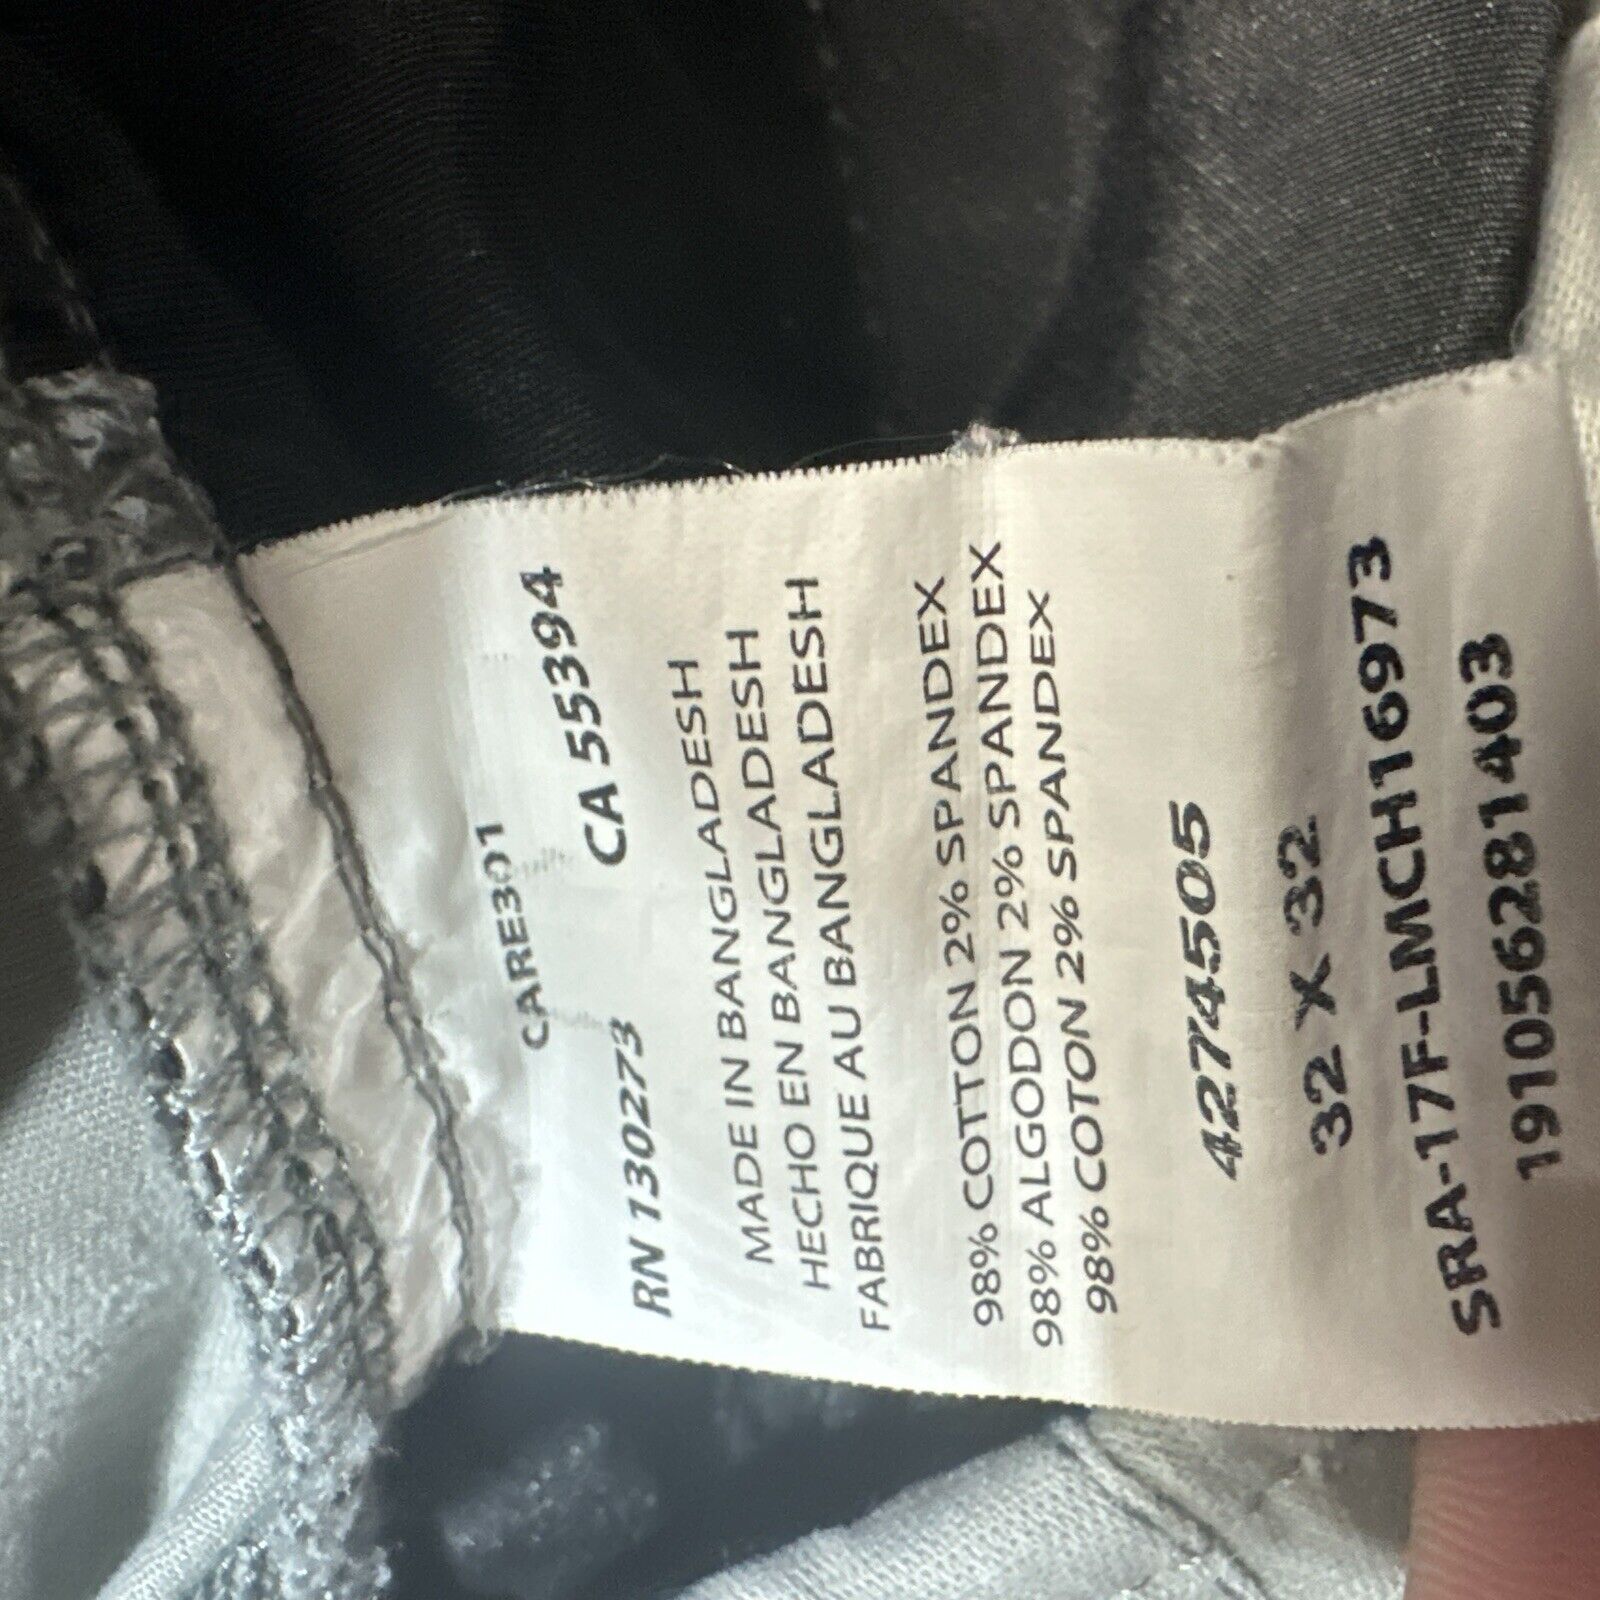 CARE301
RN 130273 CA 55394
MADE IN BANGLADESH
HECHO EN BANGLADESH
FABRIQUE AU BANGLADESH
98% COTTON 2% SPANDEX
98% ALGODON 2% SPANDEX
98% COTON 2% SPANDEX
4274505
32 X 32
SRA-17F-LMCH16973
191056281403